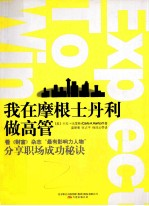 Expect
To
Win
我在摩根士丹利
做高管
看《财富》杂志“最有影响力人物”
分享职场成功秘诀